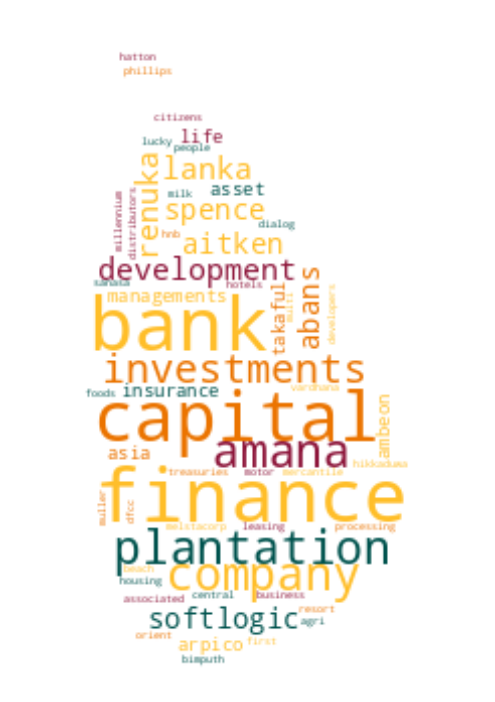 hatton
phillips
citizens
lucky
life
people
renuka
lanka
milk
asset
millennium
distributors
spence
dialog
hnb
aitken
development
sanasa
hotels
managements
takaful
multi
abans
developers
bank
investments
vardhana
foods
insurance
capital
ambeon
amana
asia
hikkaduwa
treasuries
motor
mercantile
finance
muller
dfcc
melstacorp
leasing
processing
plantation
beach
company
housing
central
business
associated
resort
softlogic
agri
orient
arpico
first
bimputh